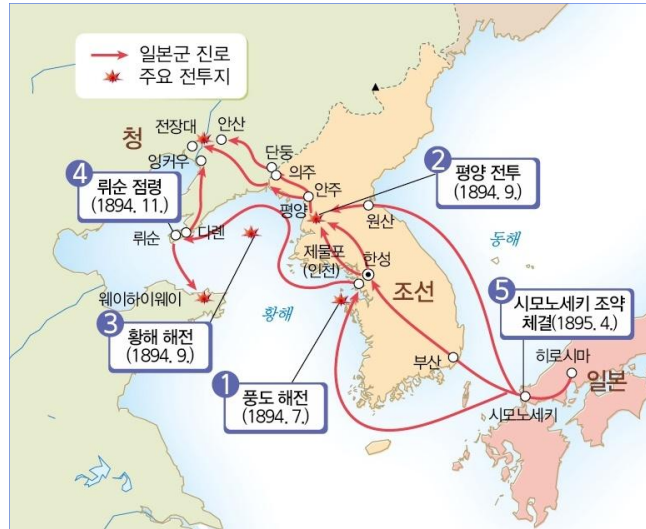 일본군 진로
주요 전투지
청
전장대
안산
잉커우
단둥
의주
안주
2
평양 전투
(1894. 9.)
4
뤼순 점령
(1894. 11.)
평양
원산
뤼순
다롄
제물포
(인천)
한성
동해
조선
5
시모노세키 조약
체결(1895. 4.)
웨이하이웨이
황해
3
황해 해전
(1894. 9.)
1
풍도 해전
(1894. 7.)
부산
히로시마
일본
시모노세키